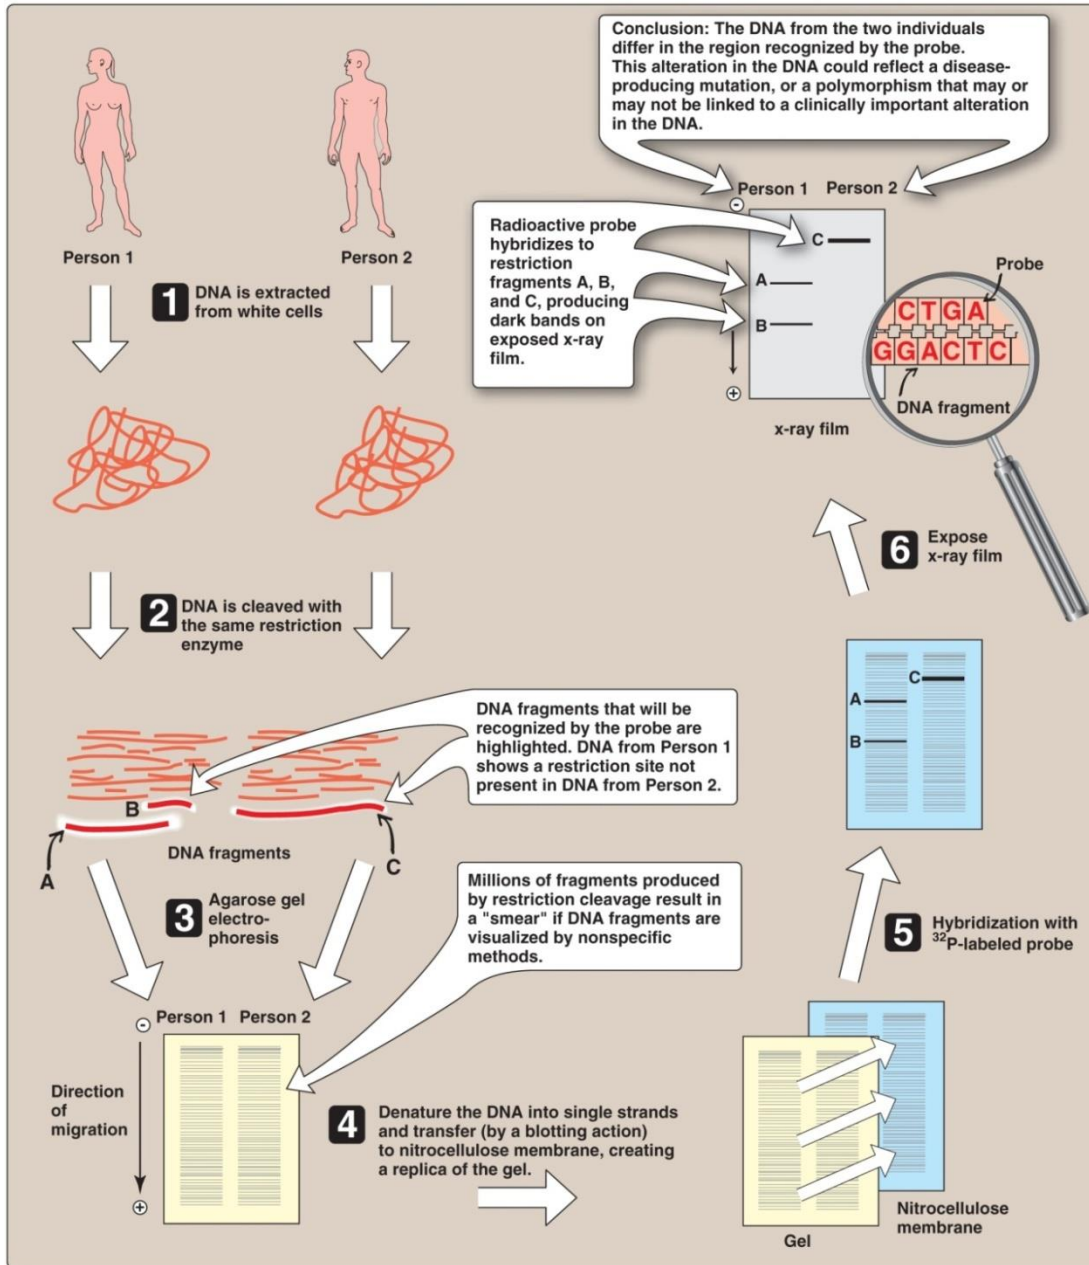 Conclusion: The DNA from the two individuals
differ in the region recognized by the probe.
This alteration in the DNA could reflect a disease-
producing mutation, or a polymorphism that may or
may not be linked to a clinically important alteration
in the DNA.
Person 1
Person 2
1 DNA is extracted
from white cells
Person 1 Person 2
-
Radioactive probe
hybridizes to
restriction
fragments A, B,
and C, producing
dark bands on
exposed x-ray
film.
C
A
B
+
x-ray film
Probe
CTGA
GGACTC
DNA fragment
2 DNA is cleaved with
the same restriction
enzyme
6 Expose
x-ray film
DNA fragments that will be
recognized by the probe are
highlighted. DNA from Person 1
shows a restriction site not
present in DNA from Person 2.
B
A
C
DNA fragments
C
A
B
3 Agarose gel
electro-
phoresis
Millions of fragments produced
by restriction cleavage result in
a "smear" if DNA fragments are
visualized by nonspecific
methods.
5 Hybridization with
32P-labeled probe
Person 1 Person 2
-
Direction
of
migration
+
4 Denature the DNA into single strands
and transfer (by a blotting action)
to nitrocellulose membrane, creating
a replica of the gel.
Gel
Nitrocellulose
membrane